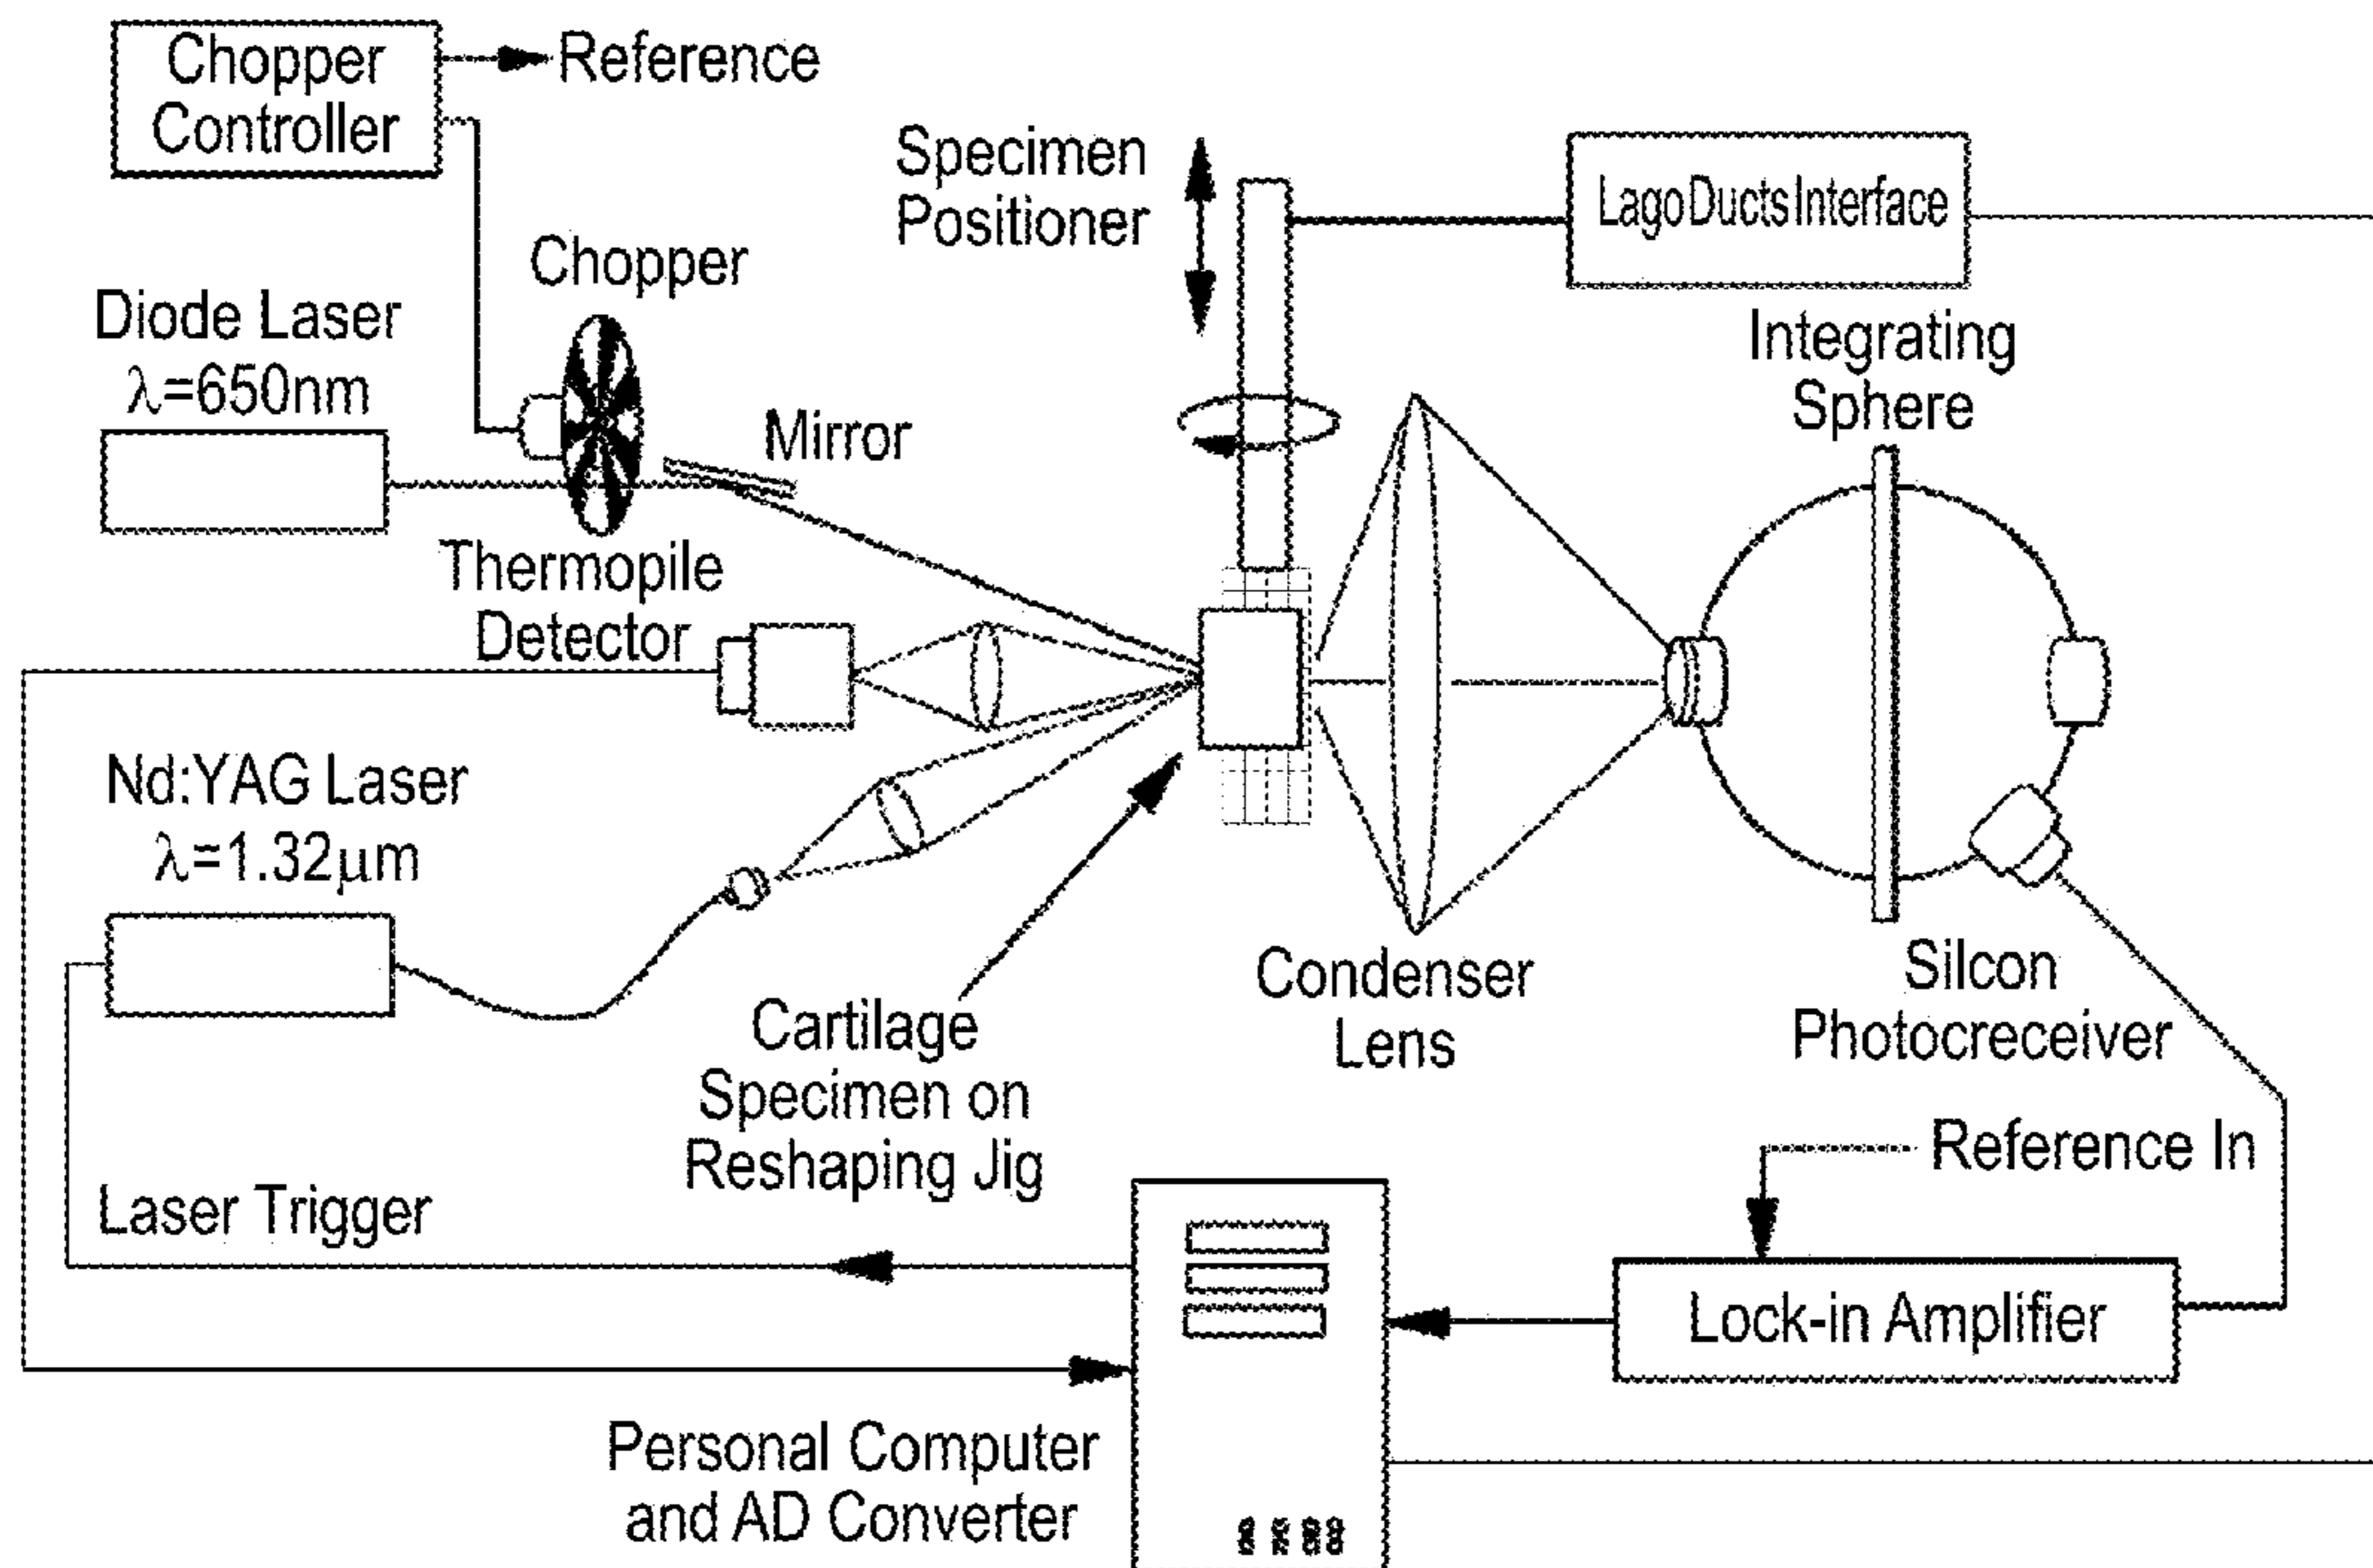 Chopper
Controller
Reference
Specimen
Positioner
Lago Ducts Interface
Chopper
Diode Laser
λ=650nm
Mirror
Integrating
Sphere
Thermopile
Detector
Nd:YAG Laser
λ=1.32μm
Condenser
Lens
Silcon
Photocreceiver
Cartilage
Specimen on
Reshaping Jig
Reference In
Laser Trigger
Lock-in Amplifier
Personal Computer
and AD Converter